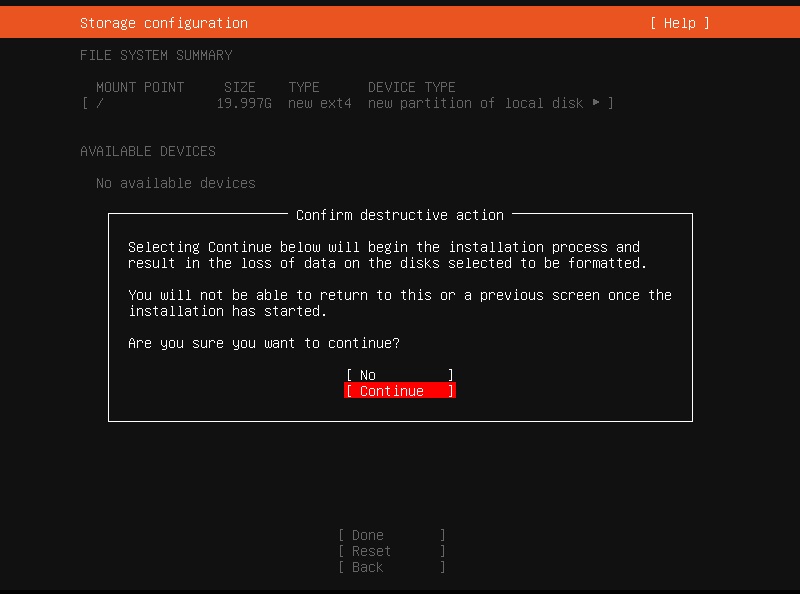 Storage configuration [ Help ]
FILE SYSTEM SUMMARY
MOUNT POINT SIZE TYPE DEVICE TYPE
[ / 19.997G new ext4 new partition of local disk ▸ ]
AVAILABLE DEVICES
No available devices
Confirm destructive action
Selecting Continue below will begin the installation process and
result in the loss of data on the disks selected to be formatted.
You will not be able to return to this or a previous screen once the
installation has started.
Are you sure you want to continue?
[ No ]
[ Continue ]
[ Done ]
[ Reset ]
[ Back ]